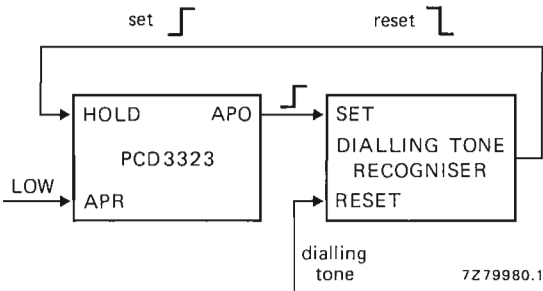 set
reset
HOLD
APO
SET
PCD3323
DIALLING TONE
RECOGNISER
LOW
APR
RESET
dialling
tone
7Z79980.1